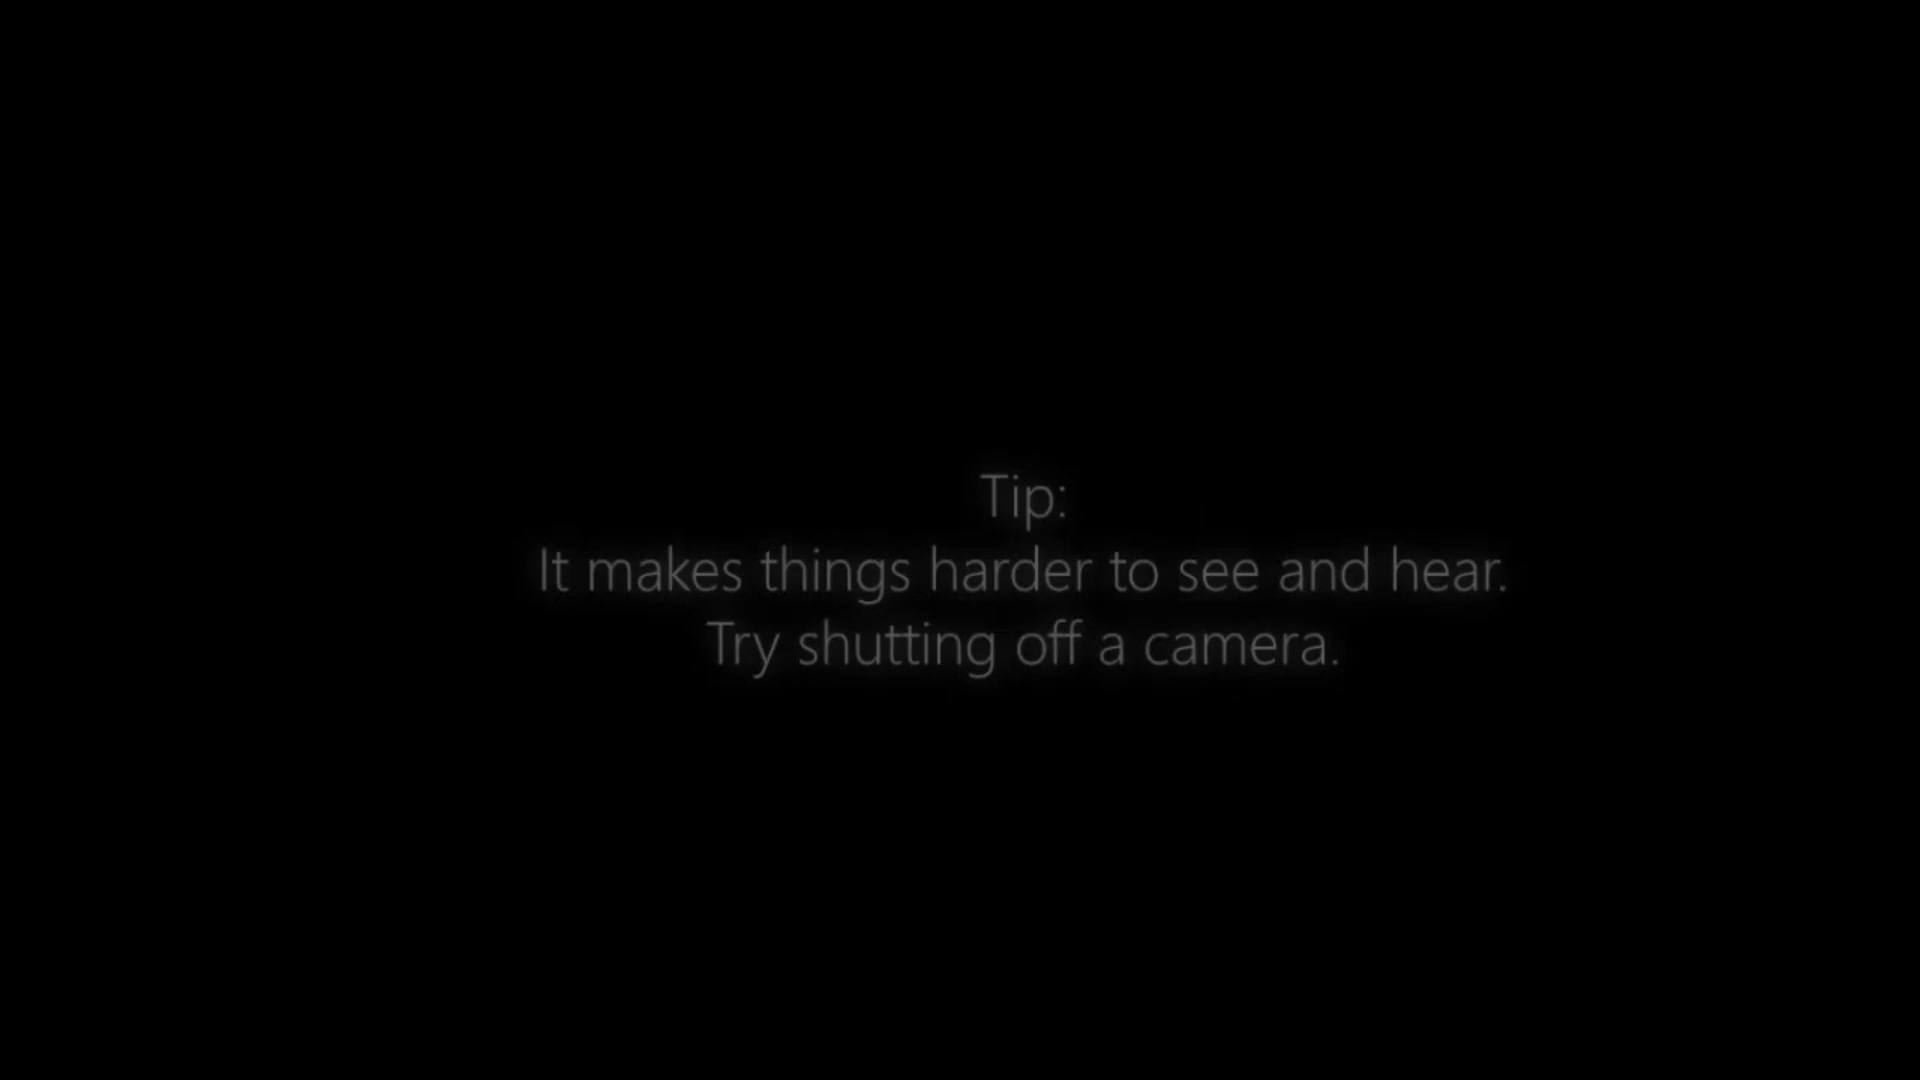 Tip:
It makes things harder to see and hear.
Try shutting off a camera.